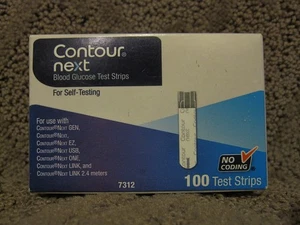 Contour®
next
Blood Glucose Test Strips
For Self-Testing
For use with
CONTOUR®NEXT GEN,
CONTOUR®NEXT,
CONTOUR®NEXT EZ,
CONTOUR®NEXT USB,
CONTOUR®NEXT ONE,
CONTOUR®NEXT LINK, and
CONTOUR®NEXT LINK 2.4 meters
Contour
NO
CODING
7312
100 Test Strips